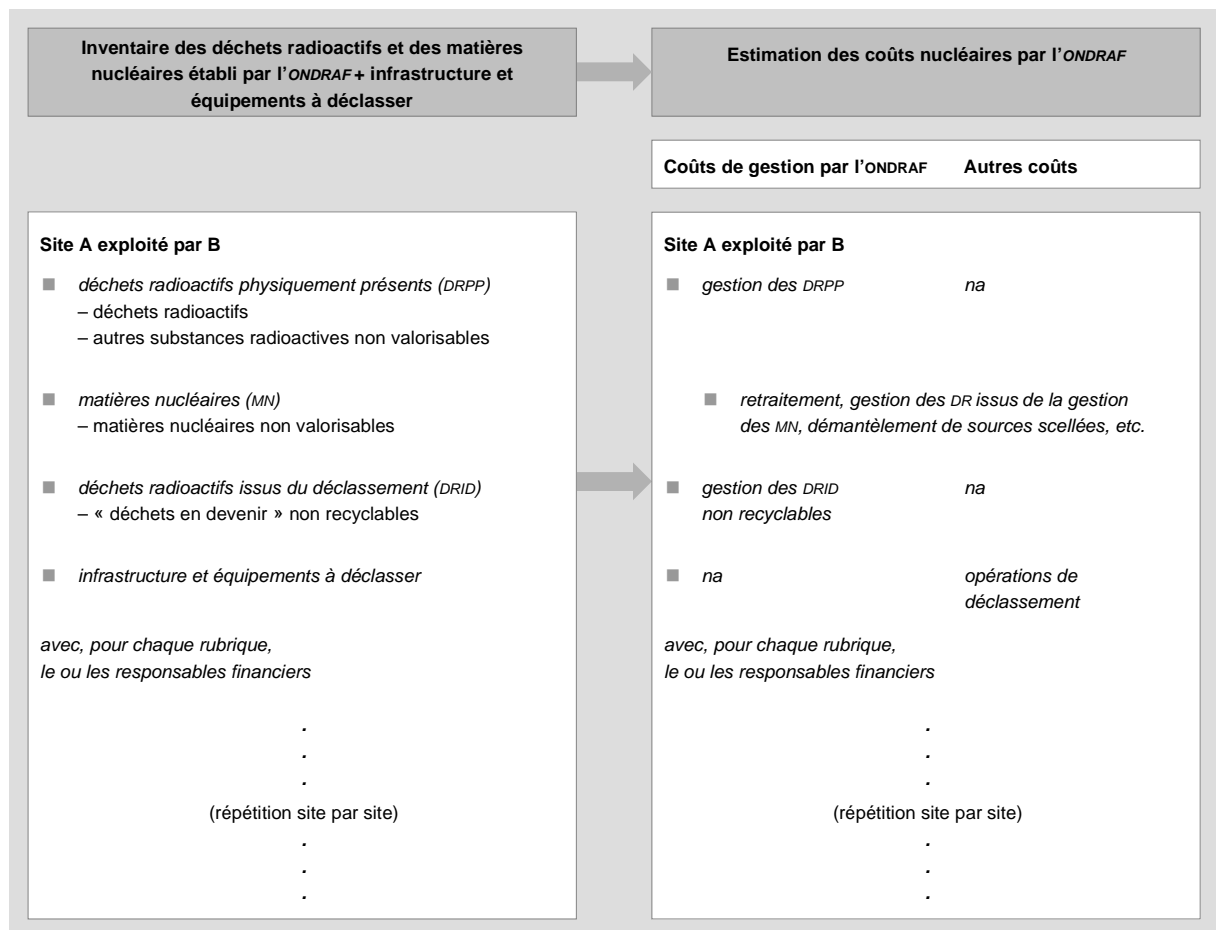 Inventaire des déchets radioactifs et des matières
nucléaires établi par l'ONDRAF + infrastructure et
équipements à déclasser
Estimation des coûts nucléaires par l'ONDRAF
Coûts de gestion par l'ONDRAF Autres coûts
Site A exploité par B
déchets radioactifs physiquement présents (DRPP)
– déchets radioactifs
– autres substances radioactives non valorisables
matières nucléaires (MN)
– matières nucléaires non valorisables
déchets radioactifs issus du déclassement (DRID)
– « déchets en devenir » non recyclables
infrastructure et équipements à déclasser
avec, pour chaque rubrique,
le ou les responsables financiers
.
.
.
(répétition site par site)
.
.
.
Site A exploité par B
gestion des DRPP na
retraitement, gestion des DR issus de la gestion
des MN, démantèlement de sources scellées, etc.
gestion des DRID na
non recyclables
na opérations de
déclassement
avec, pour chaque rubrique,
le ou les responsables financiers
.
.
.
(répétition site par site)
.
.
.